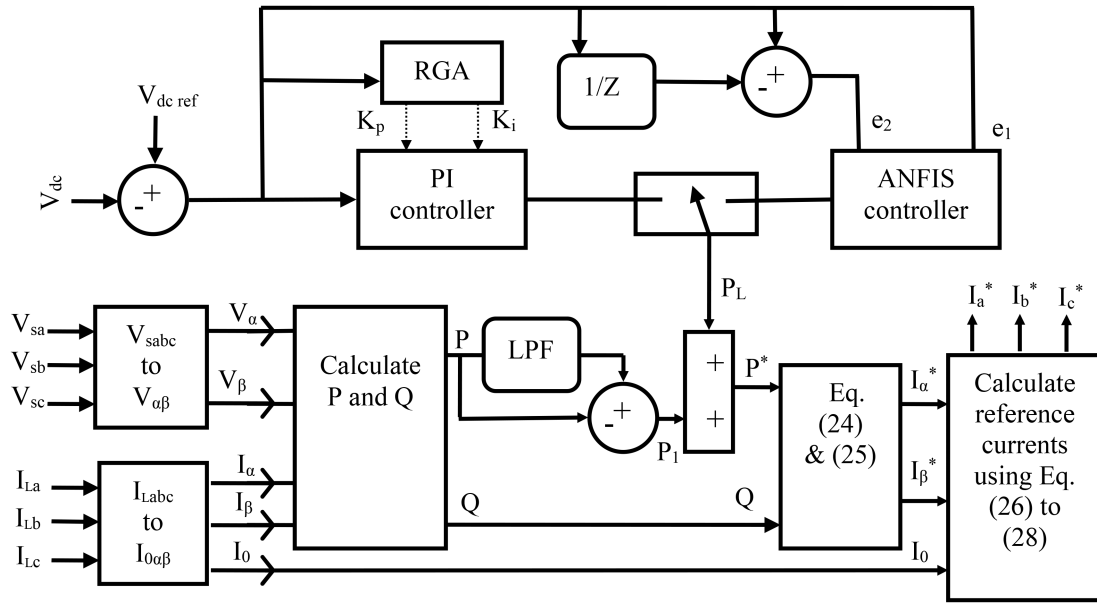 RGA
1/Z
- +
V_dc ref
K_p
K_i
e_2
e_1
V_dc
- +
PI
controller
ANFIS
controller
P_L
I_a^*
I_b^*
I_c^*
V_sa
V_sb
V_sc
V_sabc
to
V_αβ
V_α
V_β
Calculate
P and Q
P
LPF
- +
P_1
+
+
P^*
Eq.
(24)
& (25)
I_α^*
I_β^*
Calculate
reference
currents
using Eq.
(26) to
(28)
I_La
I_Lb
I_Lc
I_Labc
to
I_0αβ
I_α
I_β
I_0
Q
Q
I_0